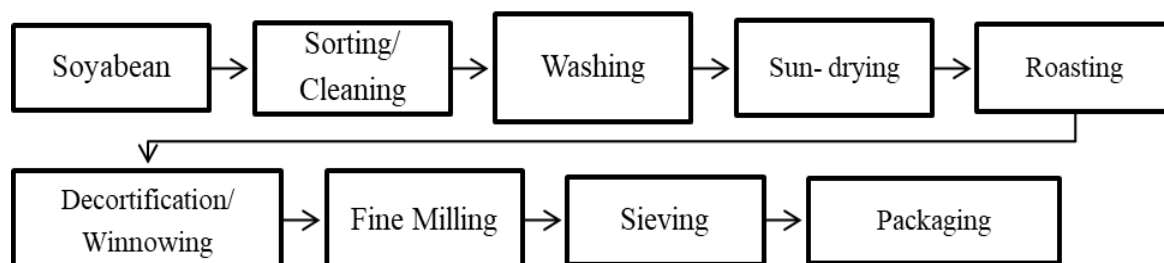 Soyabean
Sorting/
Cleaning
Washing
Sun- drying
Roasting
Decortification/
Winnowing
Fine Milling
Sieving
Packaging